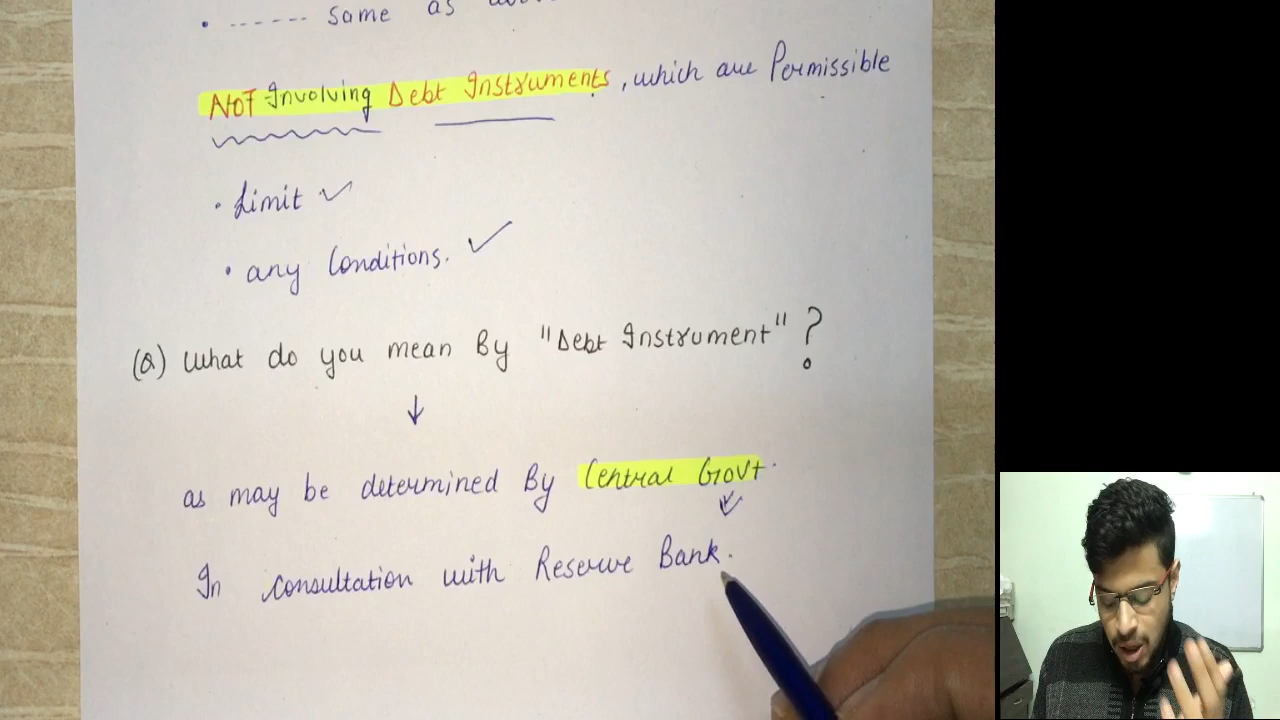 • ------ same as
NOT Involving Debt Instruments, which are Permissible
• Limit ✓
• any Conditions. ✓
(Q) What do you mean By "Debt Instrument" ?
↓
as may be determined By Central Govt.
In consultation with Reserve Bank.